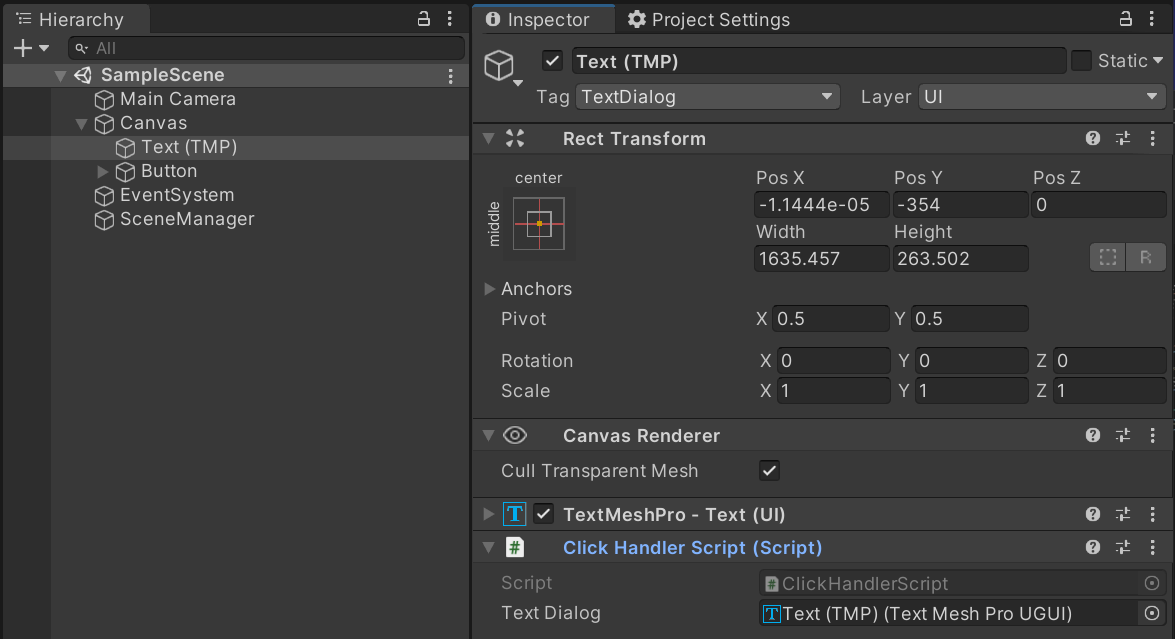 Hierarchy
All
SampleScene
Main Camera
Canvas
Text (TMP)
Button
EventSystem
SceneManager
Inspector Project Settings
Text (TMP) Static
Tag TextDialog Layer UI
Rect Transform
center
middle
Pos X Pos Y Pos Z
-1.1444e-05 -354 0
Width Height
1635.457 263.502
R
Anchors
Pivot X 0.5 Y 0.5
Rotation X 0 Y 0 Z 0
Scale X 1 Y 1 Z 1
Canvas Renderer
Cull Transparent Mesh
TextMeshPro - Text (UI)
# Click Handler Script (Script)
Script # ClickHandlerScript
Text Dialog Text (TMP) (Text Mesh Pro UGUI)